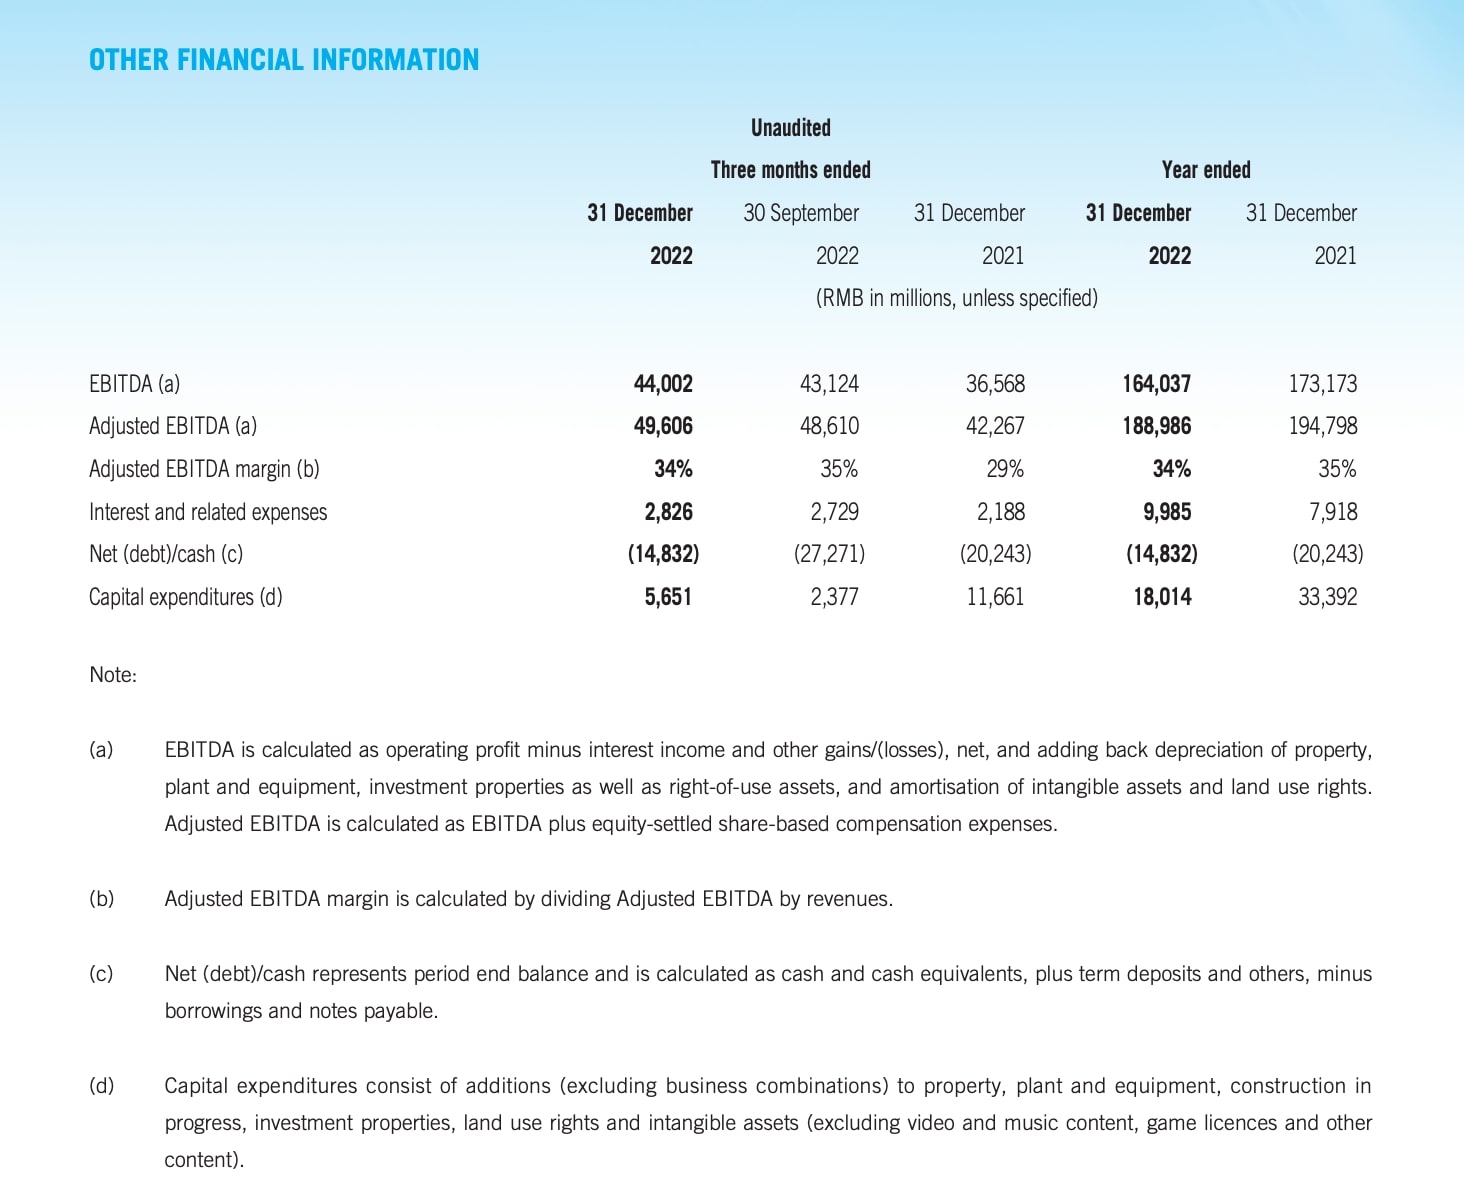 OTHER FINANCIAL INFORMATION
Unaudited
Three months ended Year ended
31 December 30 September 31 December 31 December 31 December
2022 2022 2021 2022 2021
(RMB in millions, unless specified)
EBITDA (a) 44,002 43,124 36,568 164,037 173,173
Adjusted EBITDA (a) 49,606 48,610 42,267 188,986 194,798
Adjusted EBITDA margin (b) 34% 35% 29% 34% 35%
Interest and related expenses 2,826 2,729 2,188 9,985 7,918
Net (debt)/cash (c) (14,832) (27,271) (20,243) (14,832) (20,243)
Capital expenditures (d) 5,651 2,377 11,661 18,014 33,392
Note:
(a) EBITDA is calculated as operating profit minus interest income and other gains/(losses), net, and adding back depreciation of property,
plant and equipment, investment properties as well as right-of-use assets, and amortisation of intangible assets and land use rights.
Adjusted EBITDA is calculated as EBITDA plus equity-settled share-based compensation expenses.
(b) Adjusted EBITDA margin is calculated by dividing Adjusted EBITDA by revenues.
(c) Net (debt)/cash represents period end balance and is calculated as cash and cash equivalents, plus term deposits and others, minus
borrowings and notes payable.
(d) Capital expenditures consist of additions (excluding business combinations) to property, plant and equipment, construction in
progress, investment properties, land use rights and intangible assets (excluding video and music content, game licences and other
content).